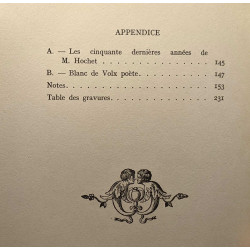 APPENDICE
A. — Les cinquante dernières années de
M. Hochet . . . . . . . . . . . . . . . . 145
B. — Blanc de Volx poète. . . . . . . . . . . 147
Notes. . . . . . . . . . . . . . . . . . . . . . . . 153
Table des gravures. . . . . . . . . . . . . . . . 231